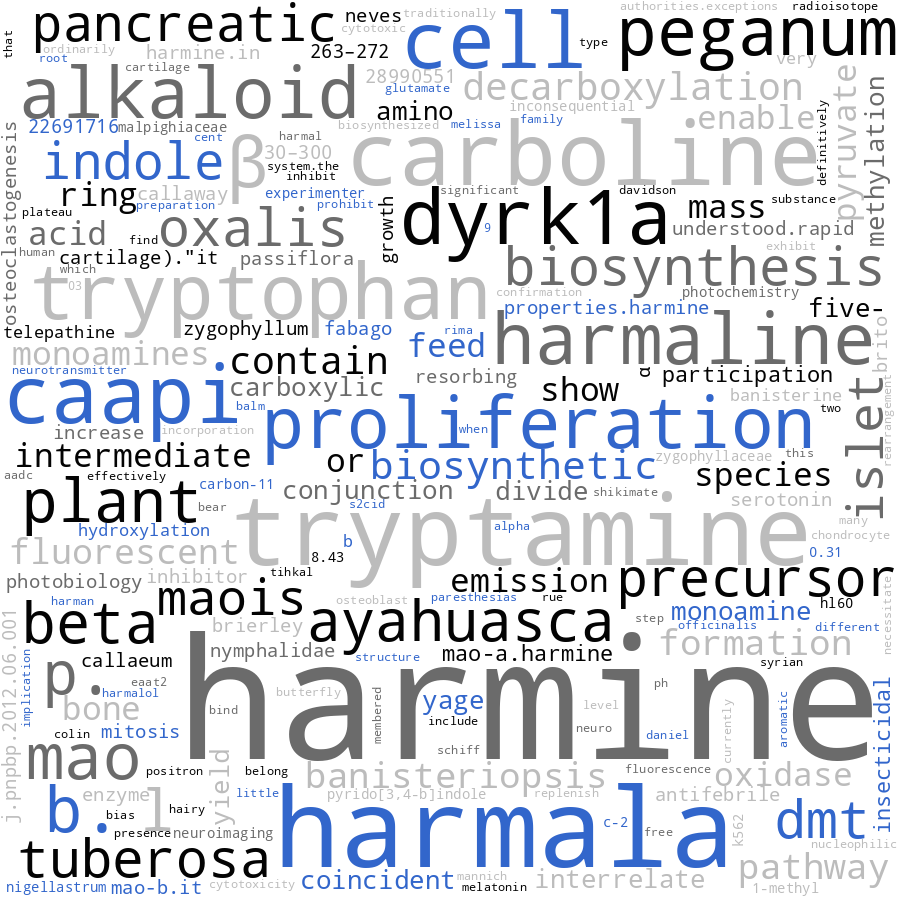 pancreatic
neves
traditionally
authorities.exceptions
radioisotope
cytotoxic
cell
peganum
that
ordinarily
root
harmine.in
263-272
type
very
alkaloid
cartilage
28990551
glutamate
decarboxylation
pyruvate
methylation
amino
inconsequential
enable
definitively
22691716
malpighiaceae
biosynthesized
melissa
family
osteoclastogenesis
cent
harmal
indole
β
30-300
system.the
inhibit
carboline
ring
callaway
experimenter
significant
davidson
substance
plateau
preparation
prohibit
growth
dyrk1a
mass
acid
find
oxalis
9
understood.rapid
human
cartilage)."it
passiflora
exhibit
which
03
tryptophan
biosynthesis
confirmation
photochemistry
properties.harmine
five-
telepathine
zygophyllum
fabago
rima
feed
harmaline
brito
monoamines
neurotransmitter
contain
resorbing
α
participation
rearrangement
caapi
carboxylic
show
banisterine
islet
balm
proliferation
two
increase
incorporation
when
intermediate
or
biosynthetic
zygophyllaceae
this
aadc
effectively
carbon-11
species
plant
conjunction
divide
shikimate
serotonin
bear
s2cid
tryptamine
many
hydroxylation
alpha
chondrocyte
fluorescent
b
8.43
0.31
photobiology
inhibitor
tihkal
emission
precursor
harman
maois
osteoblast
paresthesias
rue
necessitate
beta
brierley
ayahuasca
step
monoamine
hl60
officinalis
different
j.pnpbp.2012.06.001
implication
p.
callaeum
nymphalidae
structure
mao-a.harmine
formation
eaat2
harmalol
harmine
syrian
ph
bone
butterfly
yage
level
aromatic
insecticidal
bind
membered
include
neuro
currently
colin
mitosis
schiff
daniel
mao
positron
belong
banisteriopsis
fluorescence
oxidase
yield
enzyme
little
pyrido[3,4-b]indole
replenish
antifebrile
b.
l
hairy
bias
harmala
c-2
free
k562
dmt
presence
neuroimaging
nucleophilic
tuberosa
pathway
nigellastrum
mao-b.it
cytotoxicity
coincident
mannich
melatonin
interrelate
1-methyl